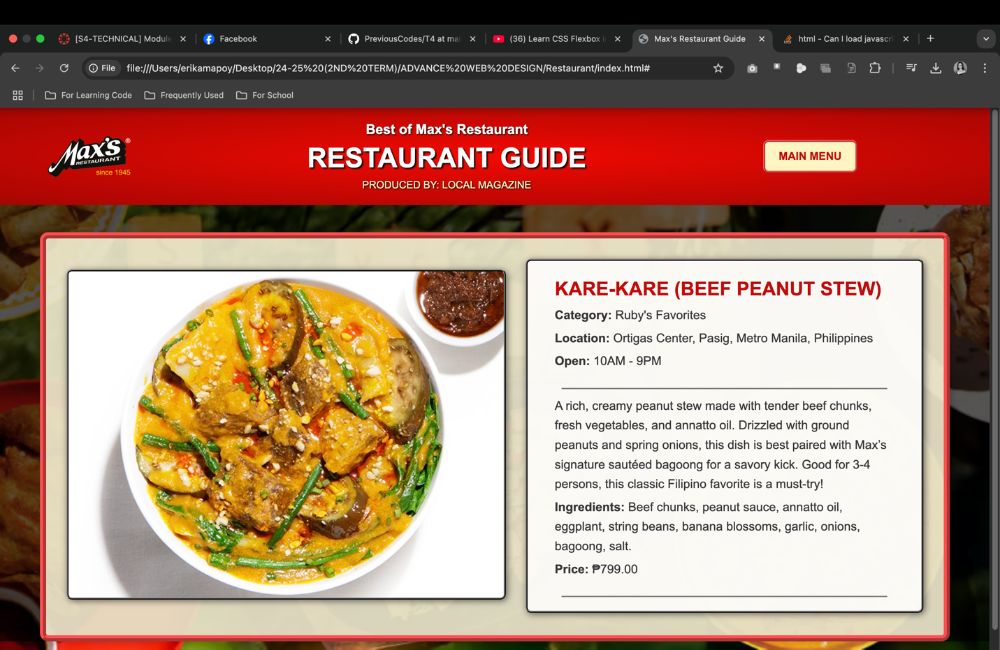 [S4-TECHNICAL] Module
Facebook
PreviousCodes/T4 at mai
(36) Learn CSS Flexbox i
Max's Restaurant Guide
html - Can I load javascri
File
file:///Users/erikamapoy/Desktop/24-25%20(2ND%20TERM)/ADVANCE%20WEB%20DESIGN/Restaurant/index.html#
For Learning Code
Frequently Used
For School
Max's®
RESTAURANT
since 1945
Best of Max's Restaurant
RESTAURANT GUIDE
PRODUCED BY: LOCAL MAGAZINE
MAIN MENU
KARE-KARE (BEEF PEANUT STEW)
Category: Ruby's Favorites
Location: Ortigas Center, Pasig, Metro Manila, Philippines
Open: 10AM - 9PM
A rich, creamy peanut stew made with tender beef chunks,
fresh vegetables, and annatto oil. Drizzled with ground
peanuts and spring onions, this dish is best paired with Max’s
signature sautéed bagoong for a savory kick. Good for 3-4
persons, this classic Filipino favorite is a must-try!
Ingredients: Beef chunks, peanut sauce, annatto oil,
eggplant, string beans, banana blossoms, garlic, onions,
bagoong, salt.
Price: ₱799.00